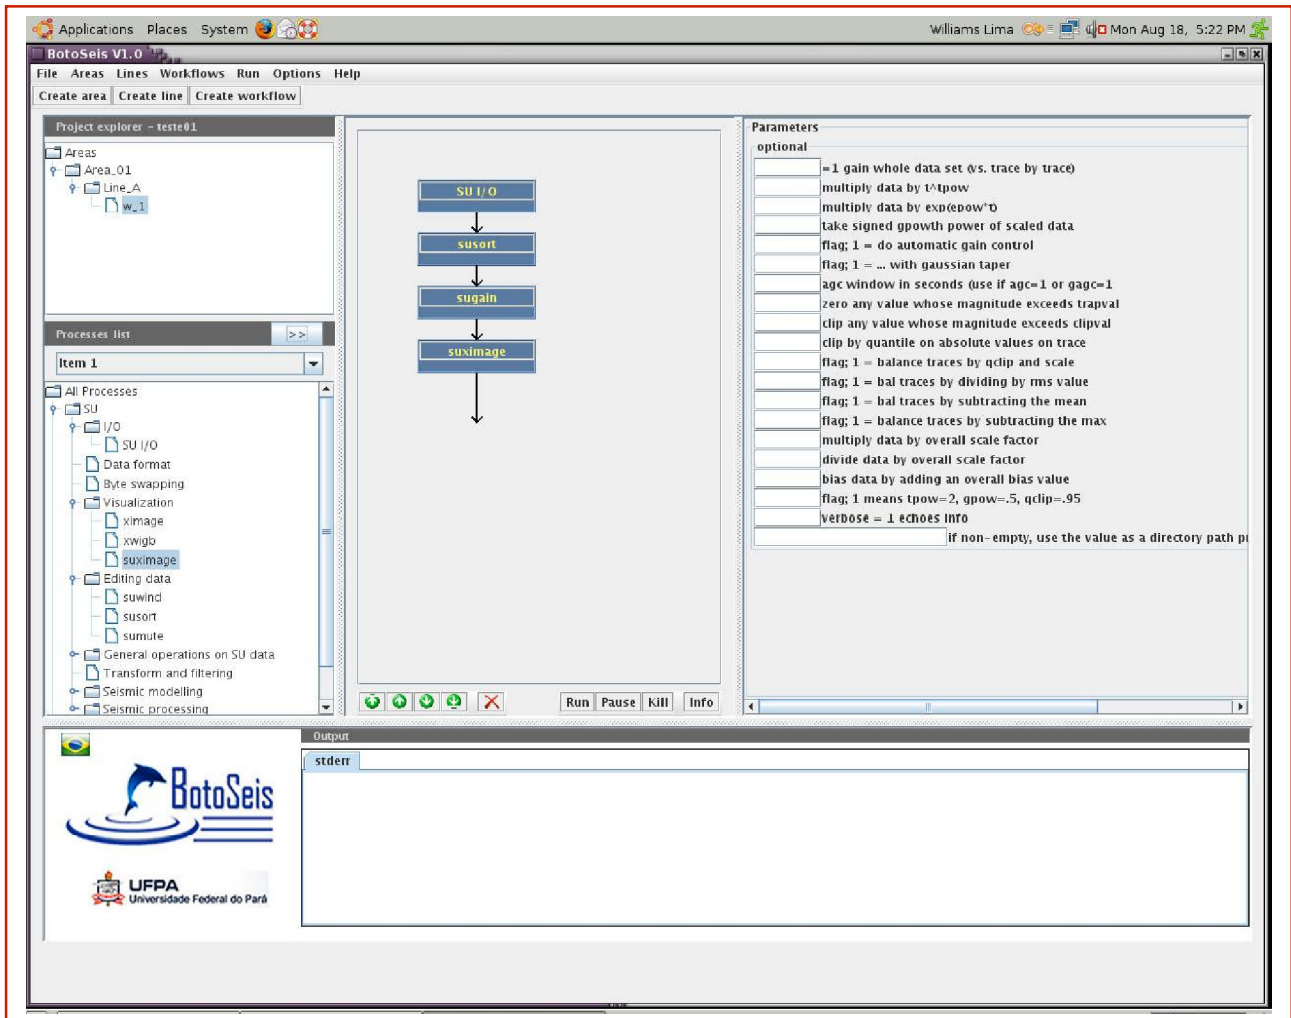 Applications Places System Williams Lima Mon Aug 18, 5:22 PM
BotoSeis V1.0
File Areas Lines Workflows Run Options Help
Create area Create line Create workflow
Project explorer - teste01
Areas
Area_01
Line_A
w_1
Processes list >>
Item 1
All Processes
SU
I/O
SU I/O
Data format
Byte swapping
Visualization
ximage
xwigb
suximage
Editing data
suwind
susort
sumute
General operations on SU data
Transform and filtering
Seismic modelling
Seismic processing
SU I/O
susort
sugain
suximage
Run Pause Kill Info
Parameters
optional
=1 gain whole data set (vs. trace by trace)
multiply data by t^tpow
multiply data by exp(epow*t)
take signed gpowth power of scaled data
flag; 1 = do automatic gain control
flag; 1 = ... with gaussian taper
agc window in seconds (use if agc=1 or gagc=1
zero any value whose magnitude exceeds trapval
clip any value whose magnitude exceeds clipval
clip by quantile on absolute values on trace
flag; 1 = balance traces by qclip and scale
flag; 1 = bal traces by dividing by rms value
flag; 1 = bal traces by subtracting the mean
flag; 1 = balance traces by subtracting the max
multiply data by overall scale factor
divide data by overall scale factor
bias data by adding an overall bias value
flag; 1 means tpow=2, gpow=.5, qclip=.95
verbose = 1 echoes info
if non-empty, use the value as a directory path pr
Output
stderr
BotoSeis
UFPA
Universidade Federal do Pará